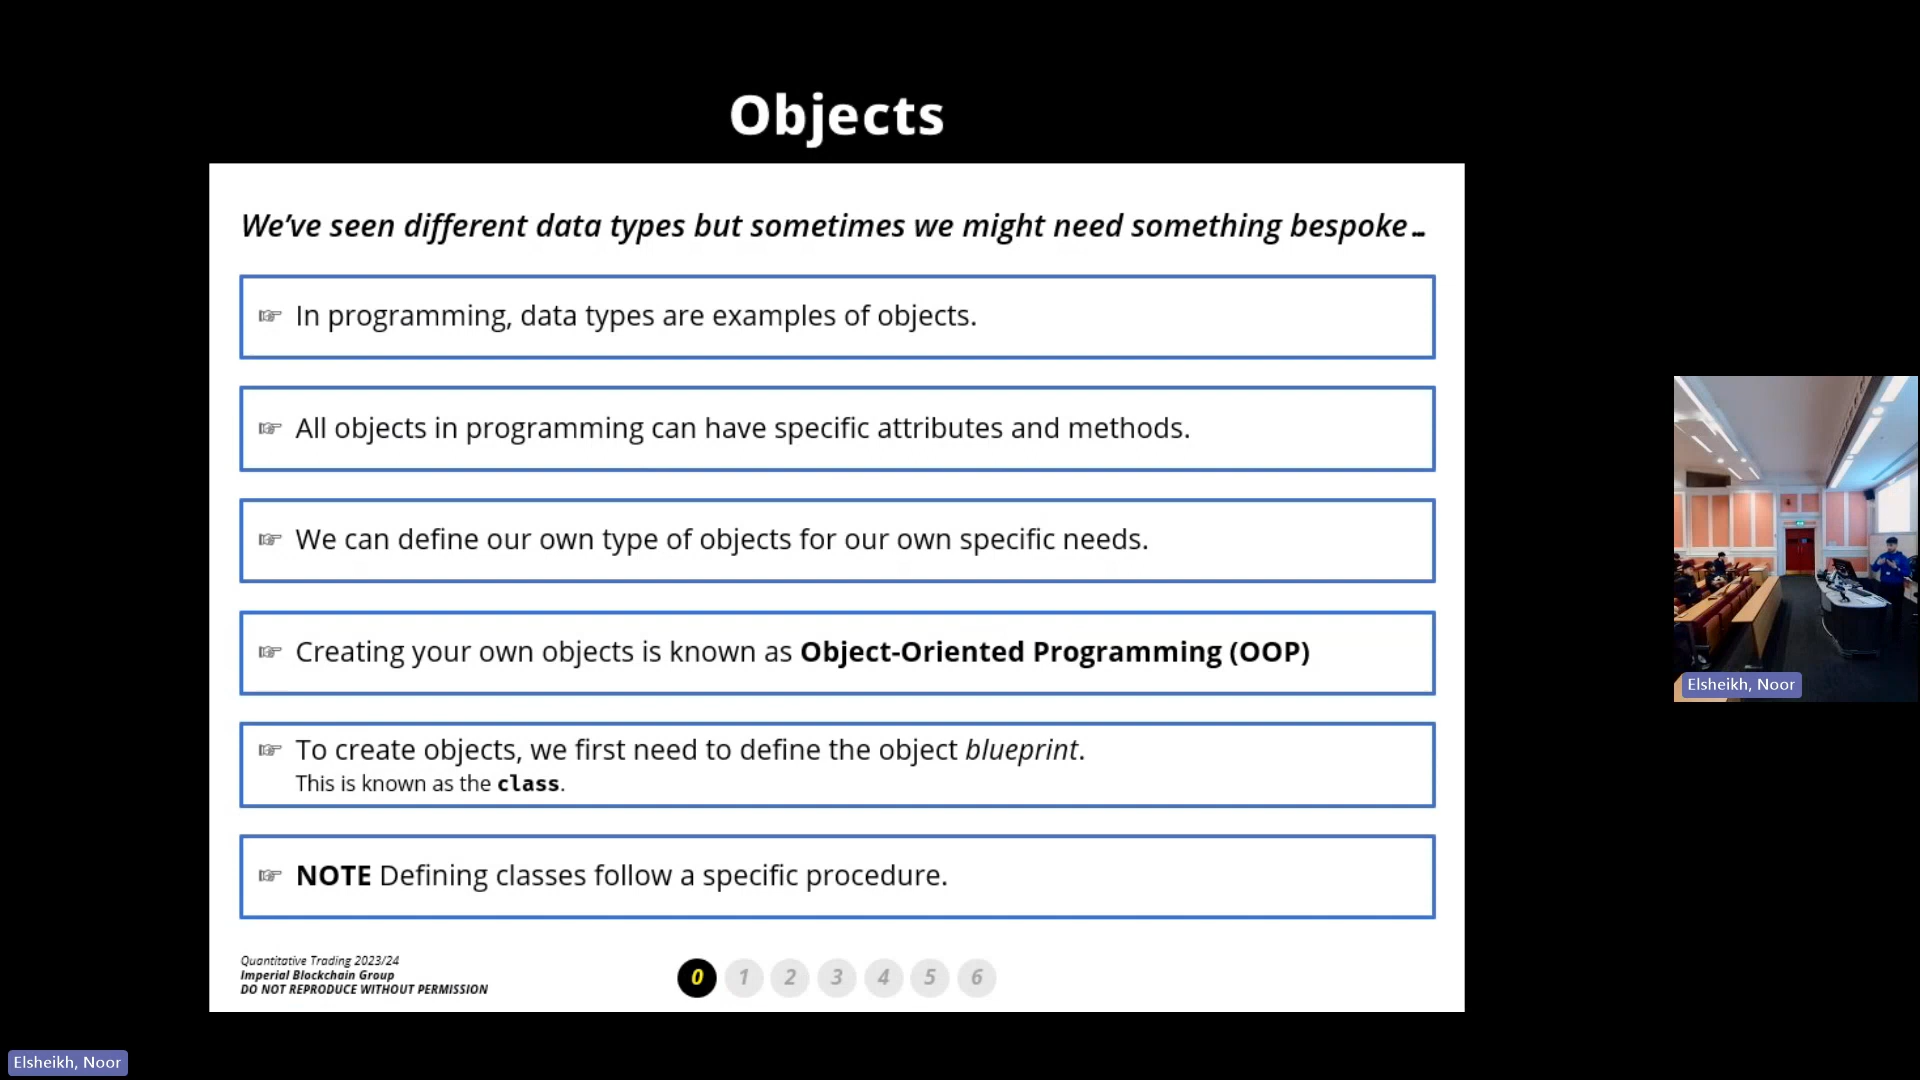 Objects
We've seen different data types but sometimes we might need something bespoke...
☞ In programming, data types are examples of objects.
☞ All objects in programming can have specific attributes and methods.
☞ We can define our own type of objects for our own specific needs.
☞ Creating your own objects is known as Object-Oriented Programming (OOP)
☞ To create objects, we first need to define the object blueprint.
This is known as the class.
☞ NOTE Defining classes follow a specific procedure.
Quantitative Trading 2023/24
Imperial Blockchain Group
DO NOT REPRODUCE WITHOUT PERMISSION
0 1 2 3 4 5 6
Elsheikh, Noor
Elsheikh, Noor